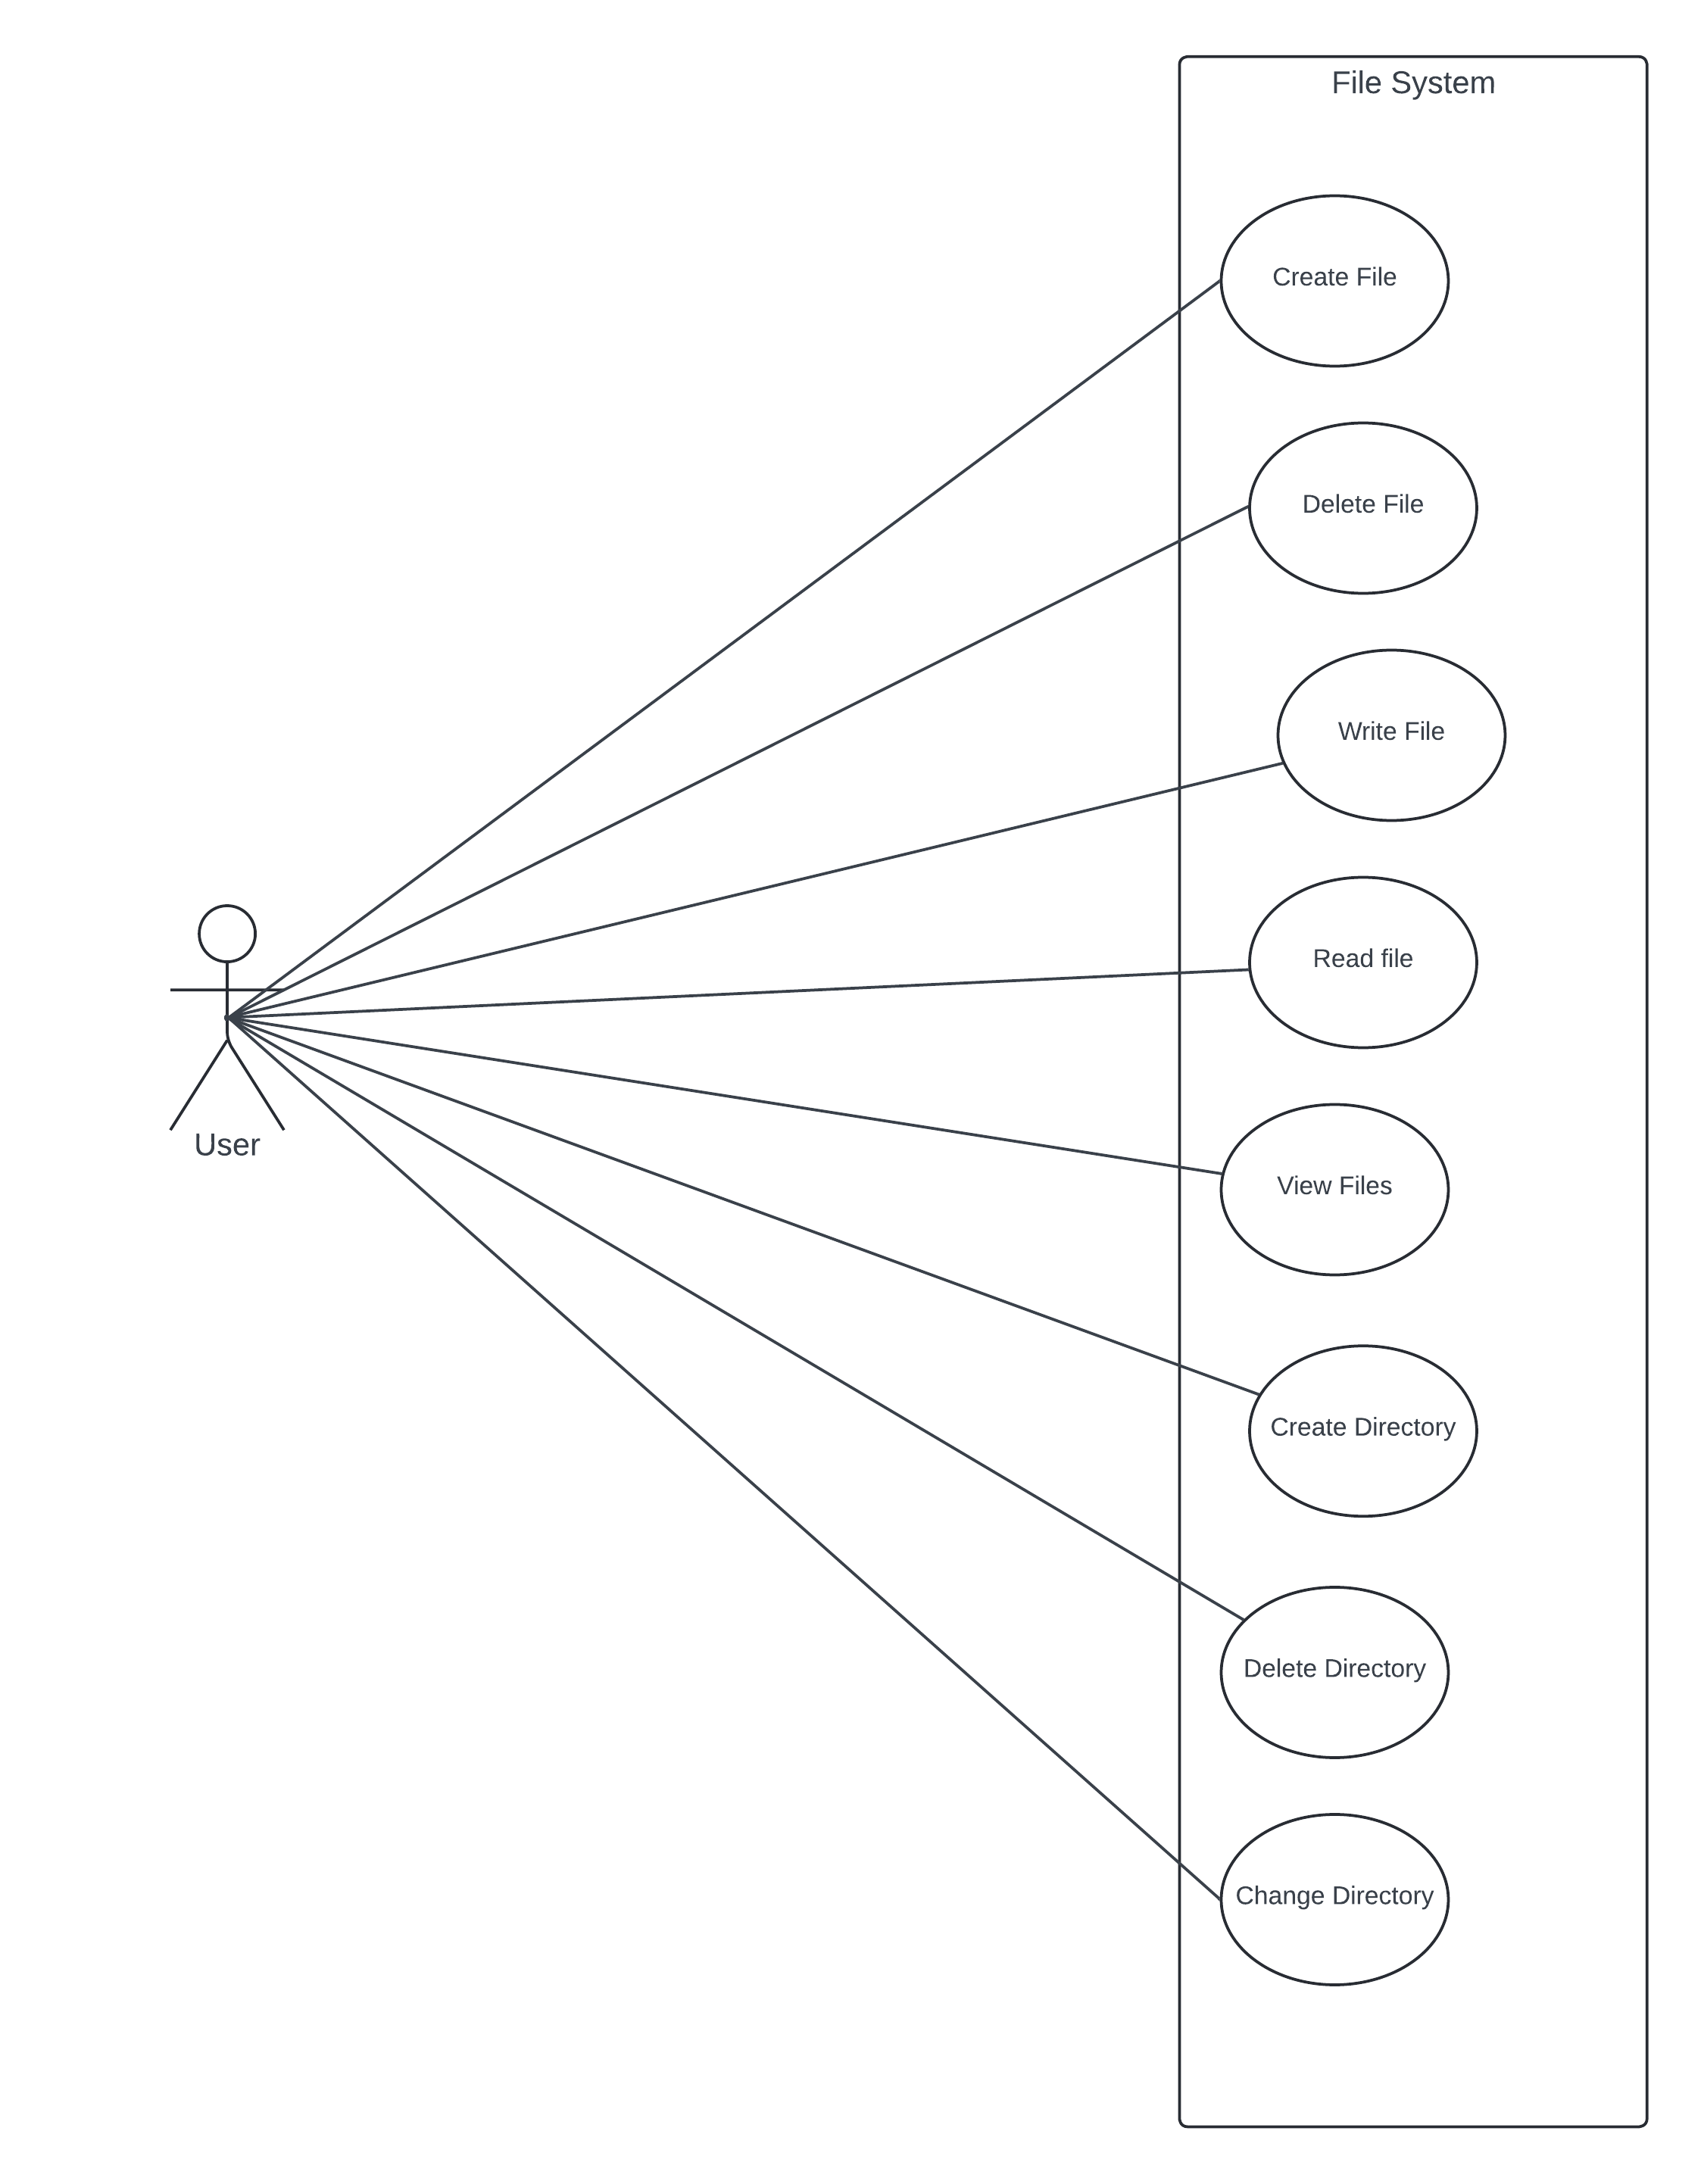 File System
Create File
Delete File
Write File
Read file
User
View Files
Create Directory
Delete Directory
Change Directory